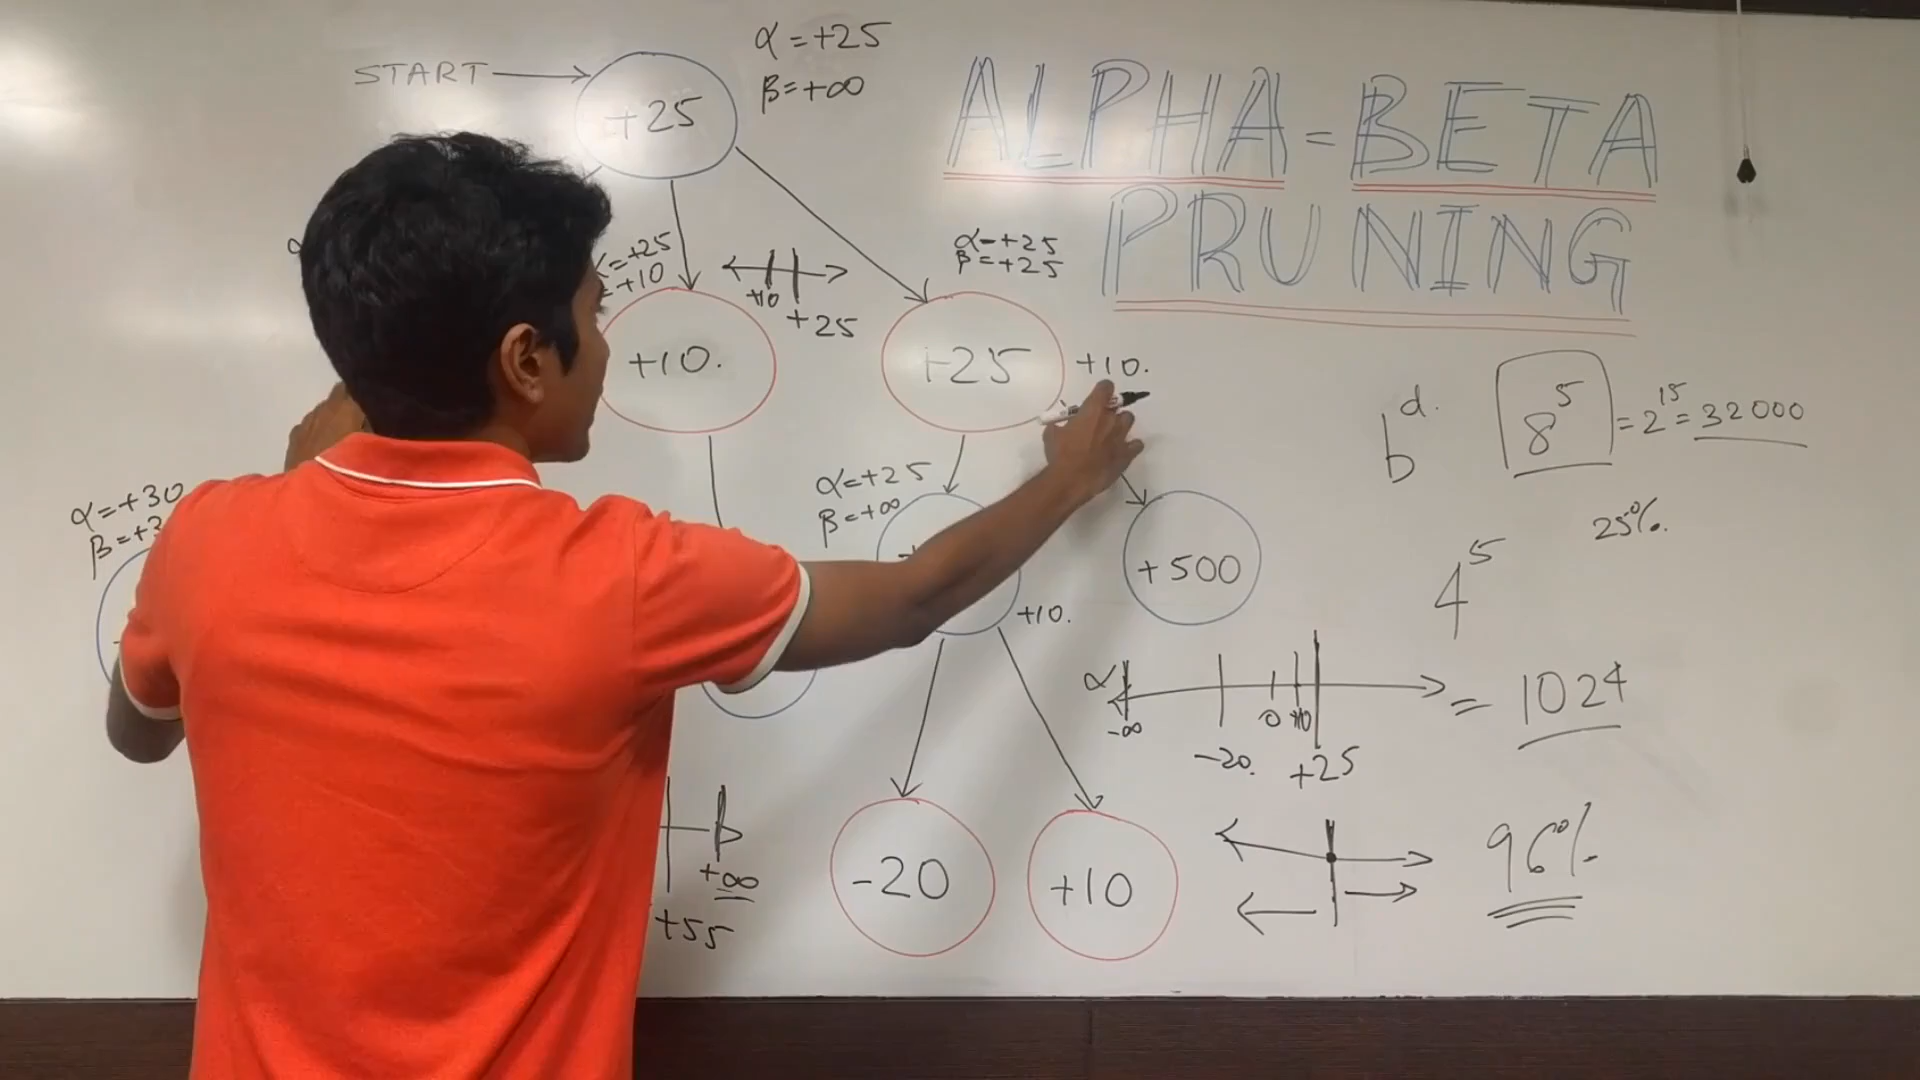 α=+25
β=+∞
START
+25
ALPHA-BETA
PRUNING
=+25
=+10
+10
+25
α=+25
β=+25
+10.
+25
+10.
b^d.
8^5
=2^15=32000
25%.
4^5
= 1024
96%
α=+30
β=+3
α=+25
β=+∞
+500
+10.
α
-∞
-20.
0
+10
+25
-20
+10
+∞
+55